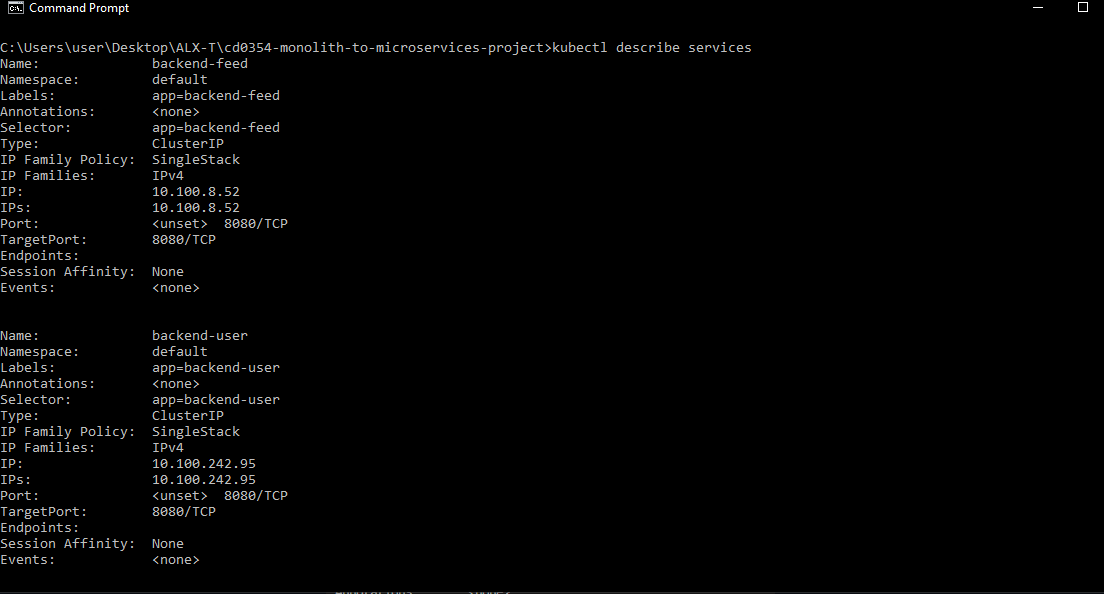 Command Prompt
C:\Users\user\Desktop\ALX-T\cd0354-monolith-to-microservices-project>kubectl describe services
Name:              backend-feed
Namespace:         default
Labels:            app=backend-feed
Annotations:       <none>
Selector:          app=backend-feed
Type:              ClusterIP
IP Family Policy:  SingleStack
IP Families:       IPv4
IP:                10.100.8.52
IPs:               10.100.8.52
Port:              <unset>  8080/TCP
TargetPort:        8080/TCP
Endpoints:
Session Affinity:  None
Events:            <none>
Name:              backend-user
Namespace:         default
Labels:            app=backend-user
Annotations:       <none>
Selector:          app=backend-user
Type:              ClusterIP
IP Family Policy:  SingleStack
IP Families:       IPv4
IP:                10.100.242.95
IPs:               10.100.242.95
Port:              <unset>  8080/TCP
TargetPort:        8080/TCP
Endpoints:
Session Affinity:  None
Events:            <none>